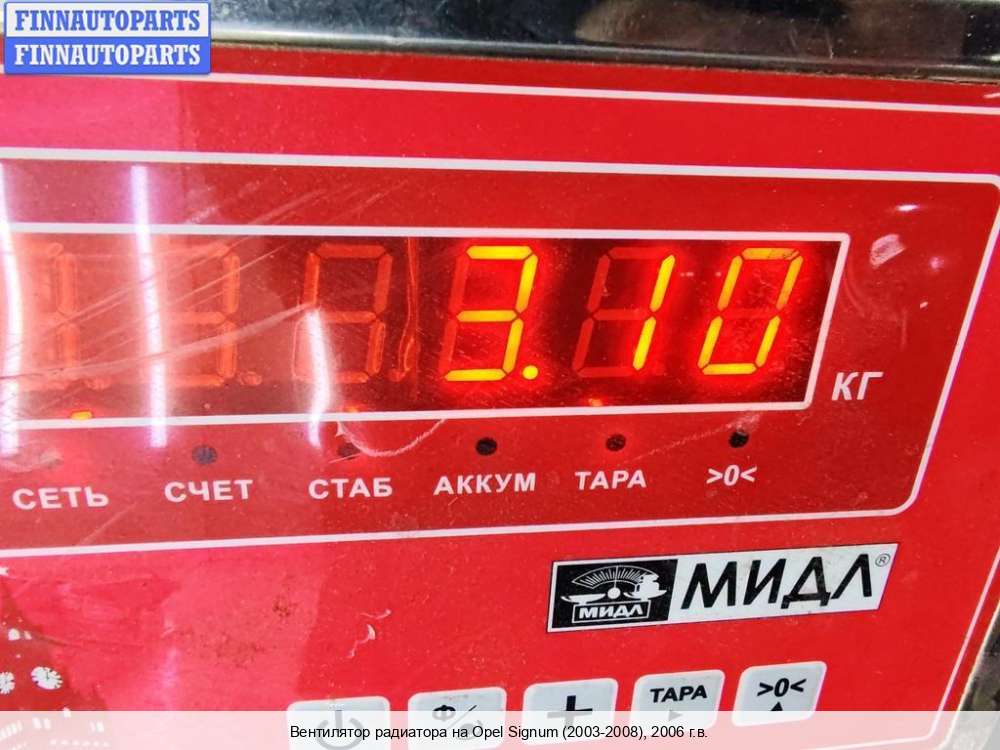 FINNAUTOPARTS
FINNAUTOPARTS
3.10
КГ
СЕТЬ СЧЕТ СТАБ АККУМ ТАРА >0<
МИДЛ МИДЛ®
ТАРА >0<
Вентилятор радиатора на Opel Signum (2003-2008), 2006 г.в.